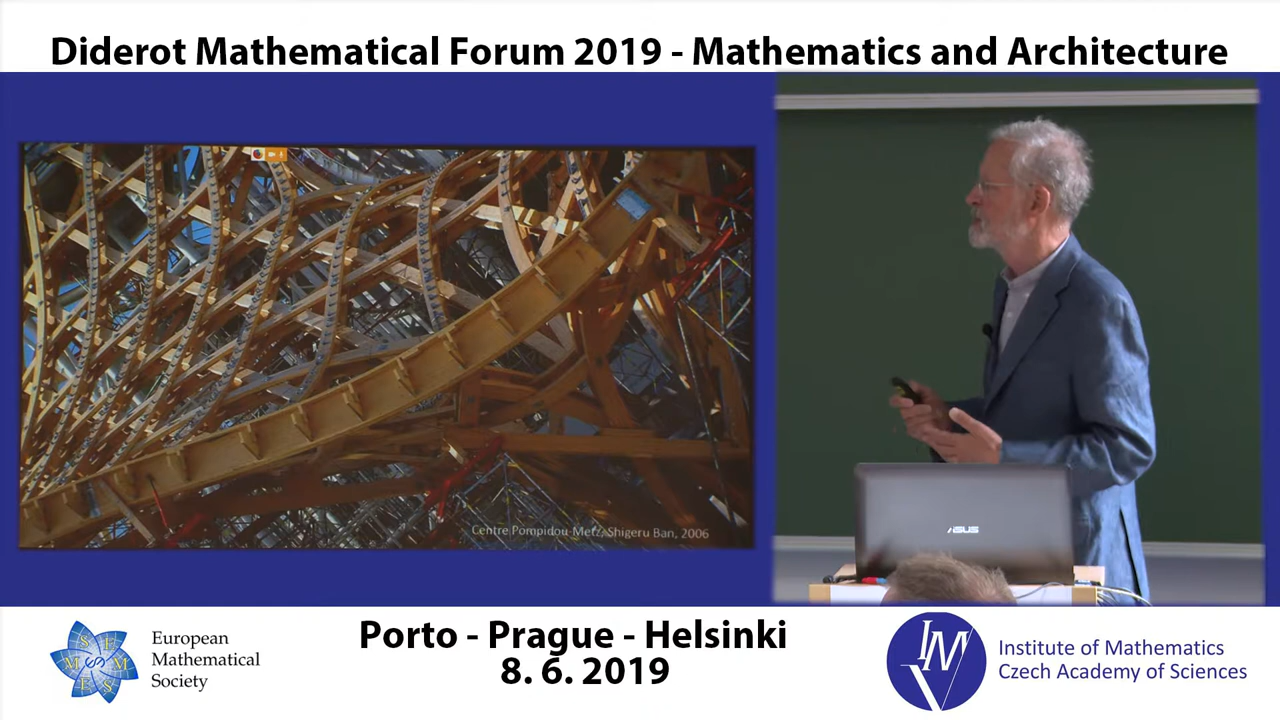 Diderot Mathematical Forum 2019 - Mathematics and Architecture
Centre Pompidou-Metz, Shigeru Ban, 2006
ASUS
S E M M E S
European
Mathematical
Society
Porto - Prague - Helsinki
8. 6. 2019
IM
Institute of Mathematics
Czech Academy of Sciences